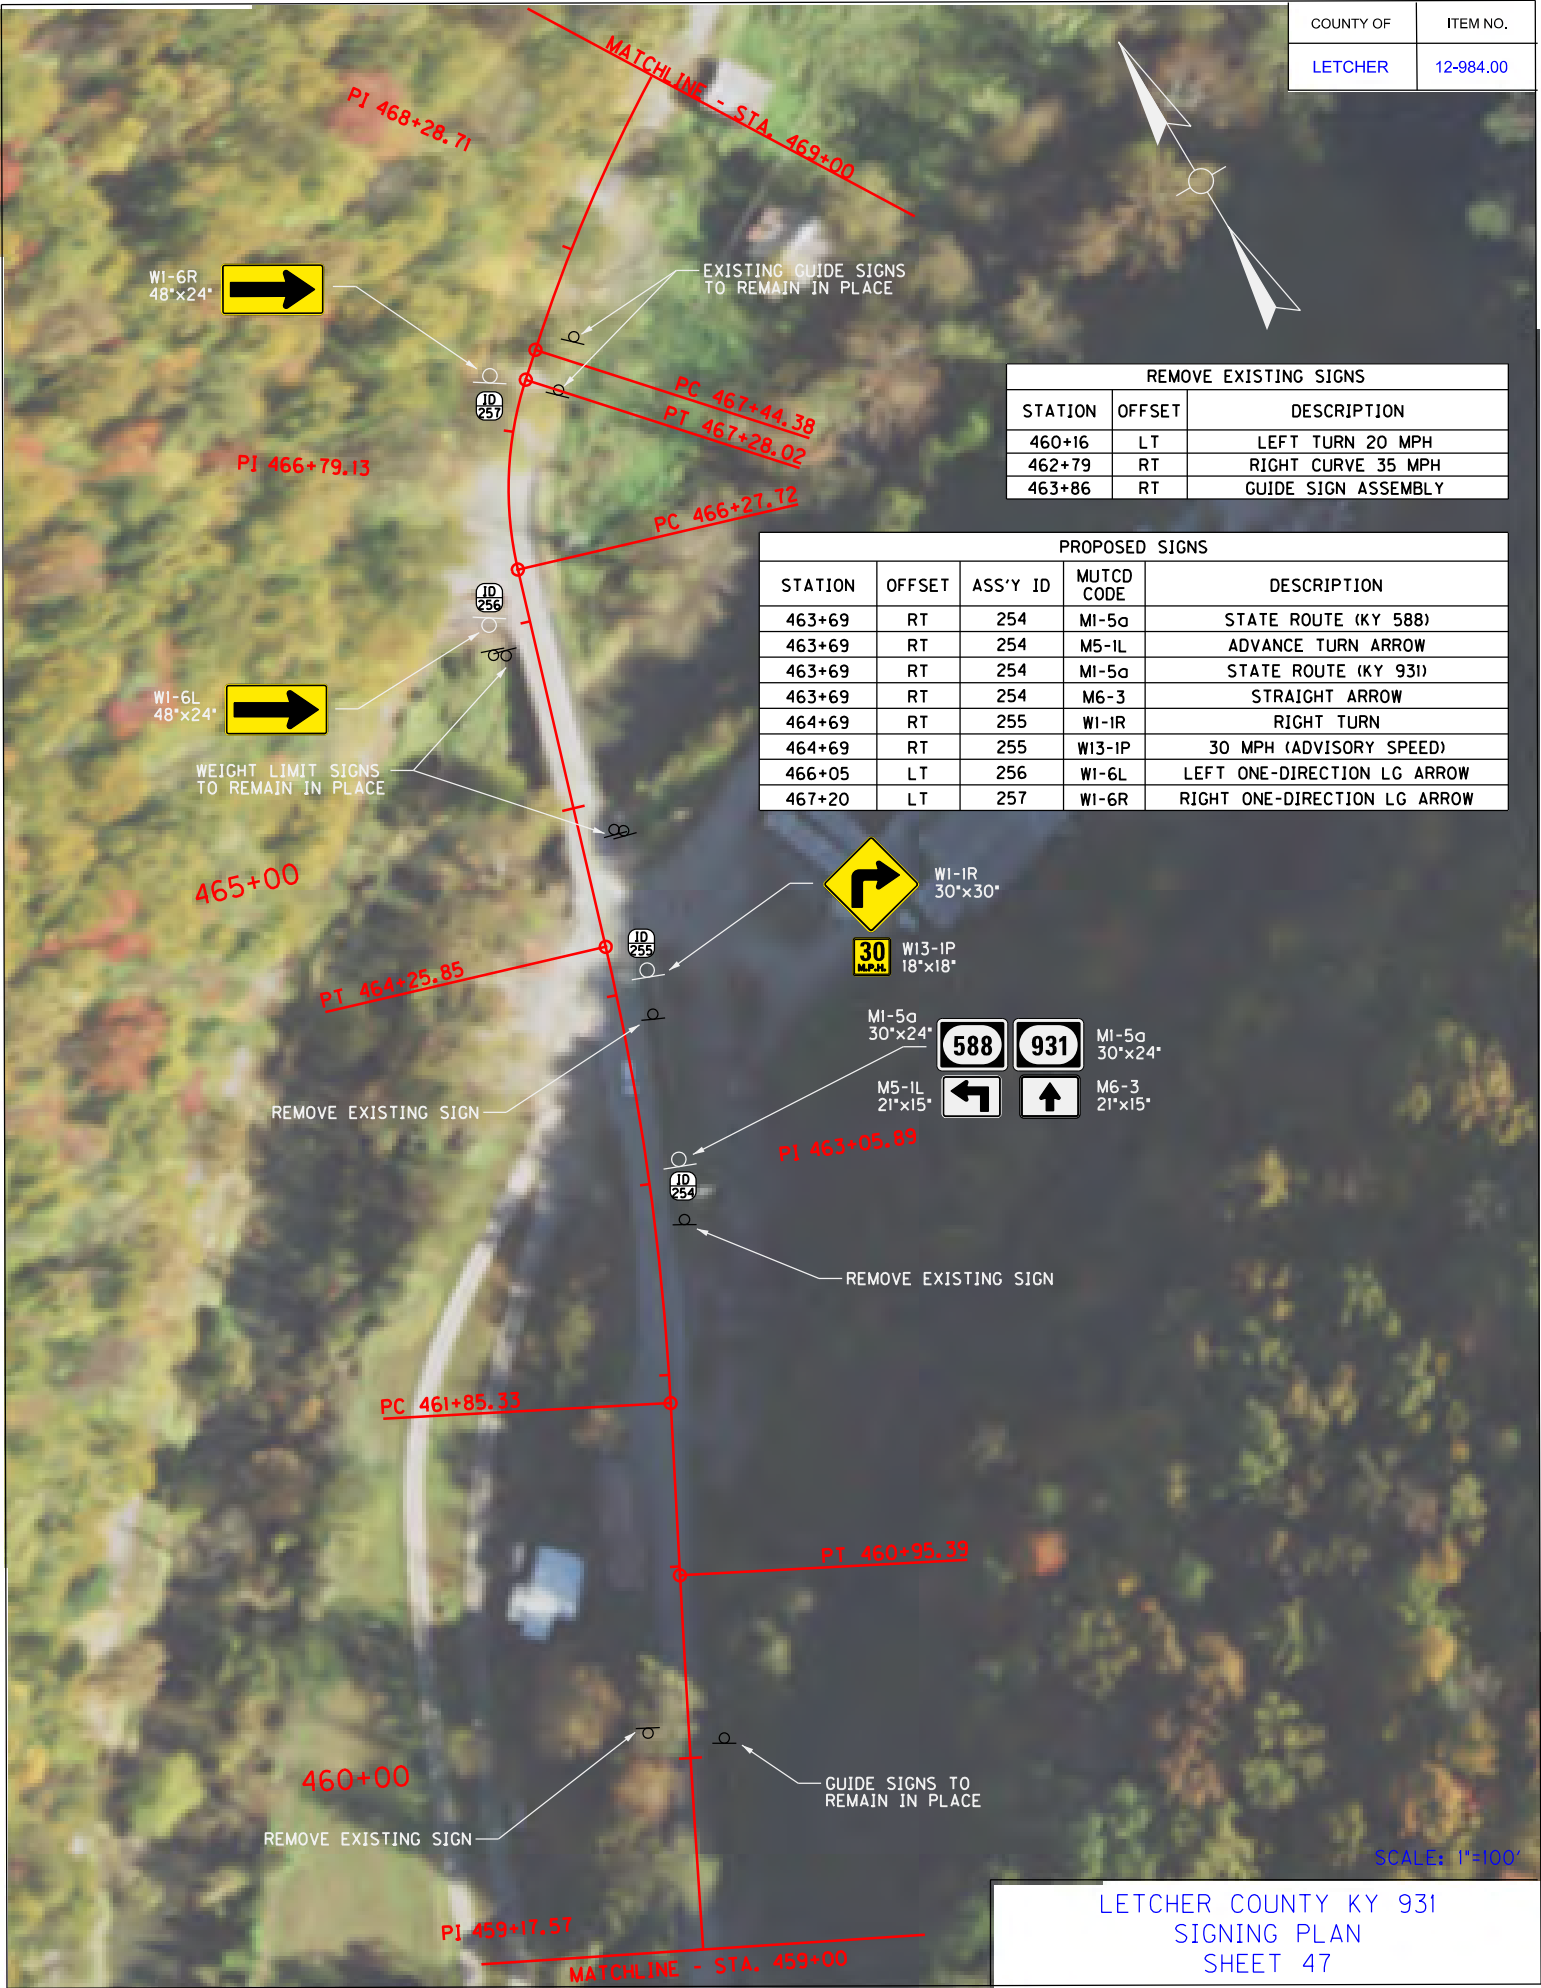 COUNTY OF ITEM NO.
LETCHER 12-984.00
MATCHLINE - STA. 469+00
PI 468+28.71
W1-6R
48"x24"
EXISTING GUIDE SIGNS
TO REMAIN IN PLACE
ID
257
PC 467+44.38
PT 467+28.02
PI 466+79.13
PC 466+27.72
REMOVE EXISTING SIGNS
STATION OFFSET DESCRIPTION
460+16 LT LEFT TURN 20 MPH
462+79 RT RIGHT CURVE 35 MPH
463+86 RT GUIDE SIGN ASSEMBLY
PROPOSED SIGNS
STATION OFFSET ASS'Y ID MUTCD CODE DESCRIPTION
463+69 RT 254 M1-5a STATE ROUTE (KY 588)
463+69 RT 254 M5-1L ADVANCE TURN ARROW
463+69 RT 254 M1-5a STATE ROUTE (KY 931)
463+69 RT 254 M6-3 STRAIGHT ARROW
464+69 RT 255 W1-1R RIGHT TURN
464+69 RT 255 W13-1P 30 MPH (ADVISORY SPEED)
466+05 LT 256 W1-6L LEFT ONE-DIRECTION LG ARROW
467+20 LT 257 W1-6R RIGHT ONE-DIRECTION LG ARROW
ID
256
W1-6L
48"x24"
WEIGHT LIMIT SIGNS
TO REMAIN IN PLACE
465+00
W1-1R
30"x30"
30
M.P.H.
W13-1P
18"x18"
ID
255
PT 464+25.85
M1-5a
30"x24"
588
931
M1-5a
30"x24"
M5-1L
21"x15"
M6-3
21"x15"
REMOVE EXISTING SIGN
PI 463+05.89
ID
254
REMOVE EXISTING SIGN
PC 461+85.33
PT 460+95.39
460+00
GUIDE SIGNS TO
REMAIN IN PLACE
REMOVE EXISTING SIGN
SCALE: 1"=100'
PI 459+17.57
MATCHLINE - STA. 459+00
LETCHER COUNTY KY 931
SIGNING PLAN
SHEET 47